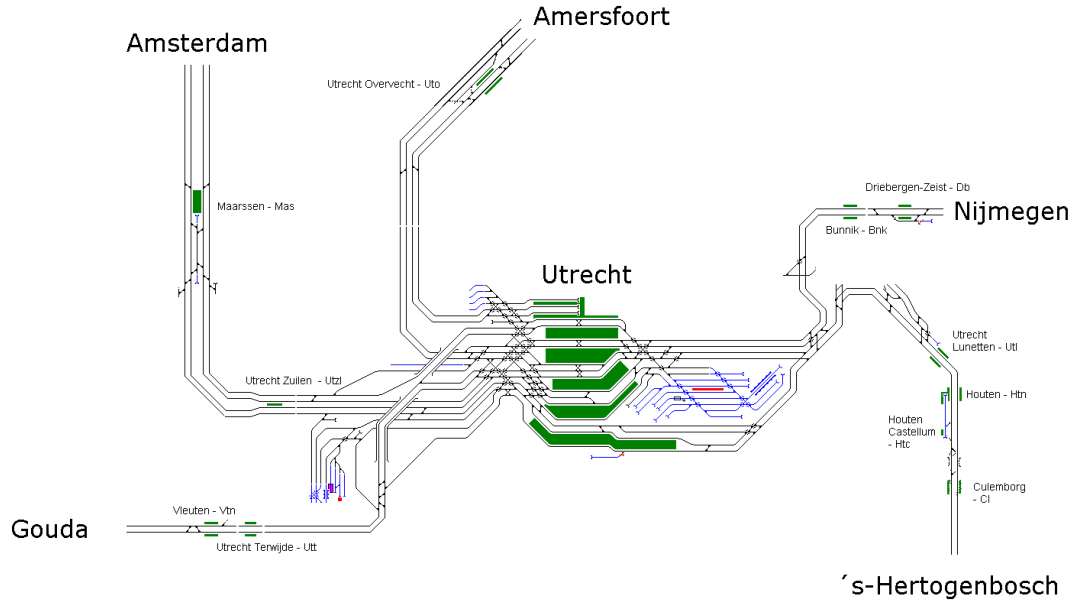 Amersfoort
Amsterdam
Utrecht Overvecht - Uto
Driebergen-Zeist - Db
Maarssen - Mas
Nijmegen
Bunnik - Bnk
Utrecht
Utrecht
Lunetten - Utl
Utrecht Zuilen - Utzl
Houten - Htn
Houten
Castellum
- Htc
Culemborg
- Cl
Vleuten - Vtn
Gouda
Utrecht Terwijde - Utt
´s-Hertogenbosch